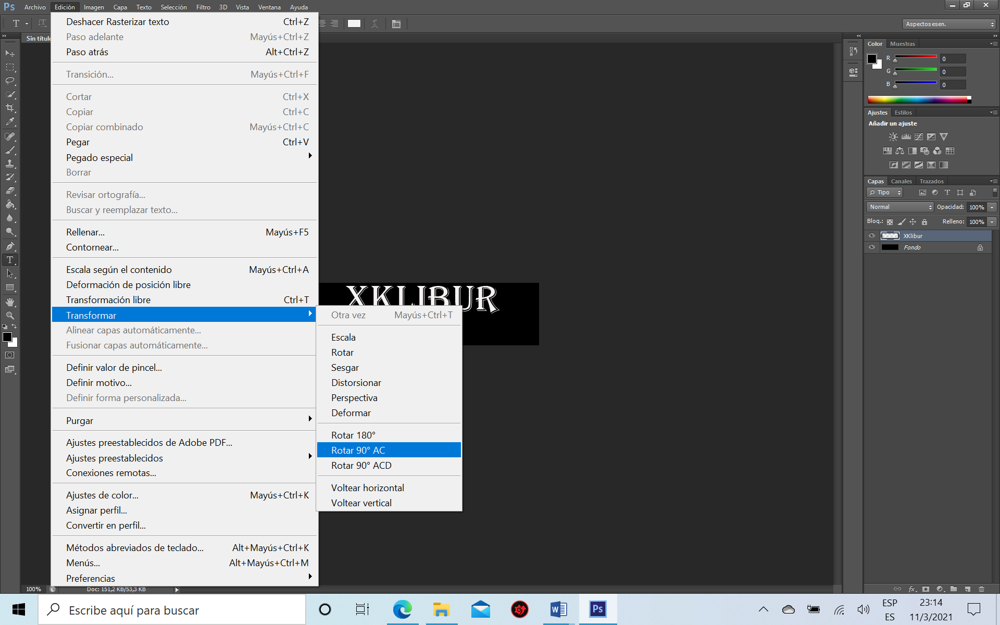 Ps Archivo Edición Imagen Capa Texto Selección Filtro 3D Vista Ventana Ayuda
T
Aspectos esen.
Sin títul
Deshacer Rasterizar texto Ctrl+Z
Paso adelante Mayús+Ctrl+Z
Paso atrás Alt+Ctrl+Z
Transición... Mayús+Ctrl+F
Cortar Ctrl+X
Copiar Ctrl+C
Copiar combinado Mayús+Ctrl+C
Pegar Ctrl+V
Pegado especial
Borrar
Revisar ortografía...
Buscar y reemplazar texto...
Rellenar... Mayús+F5
Contornear...
Escala según el contenido Mayús+Ctrl+A
Deformación de posición libre
Transformación libre Ctrl+T
Transformar
Alinear capas automáticamente...
Fusionar capas automáticamente...
Definir valor de pincel...
Definir motivo...
Definir forma personalizada...
Purgar
Ajustes preestablecidos de Adobe PDF...
Ajustes preestablecidos
Conexiones remotas...
Ajustes de color... Mayús+Ctrl+K
Asignar perfil...
Convertir en perfil...
Métodos abreviados de teclado... Alt+Mayús+Ctrl+K
Menús... Alt+Mayús+Ctrl+M
Preferencias
XKLIBUR
Otra vez Mayús+Ctrl+T
Escala
Rotar
Sesgar
Distorsionar
Perspectiva
Deformar
Rotar 180°
Rotar 90° AC
Rotar 90° ACD
Voltear horizontal
Voltear vertical
Color Muestras
R 0
G 0
B 0
Ajustes Estilos
Añadir un ajuste
Capas Canales Trazados
Tipo
Normal Opacidad: 100%
Bloq.: Relleno: 100%
XKlibur
Fondo
fx
100% Doc: 151,2 KB/53,3 KB
Escribe aquí para buscar
W
Ps
ESP
ES
23:14
11/3/2021